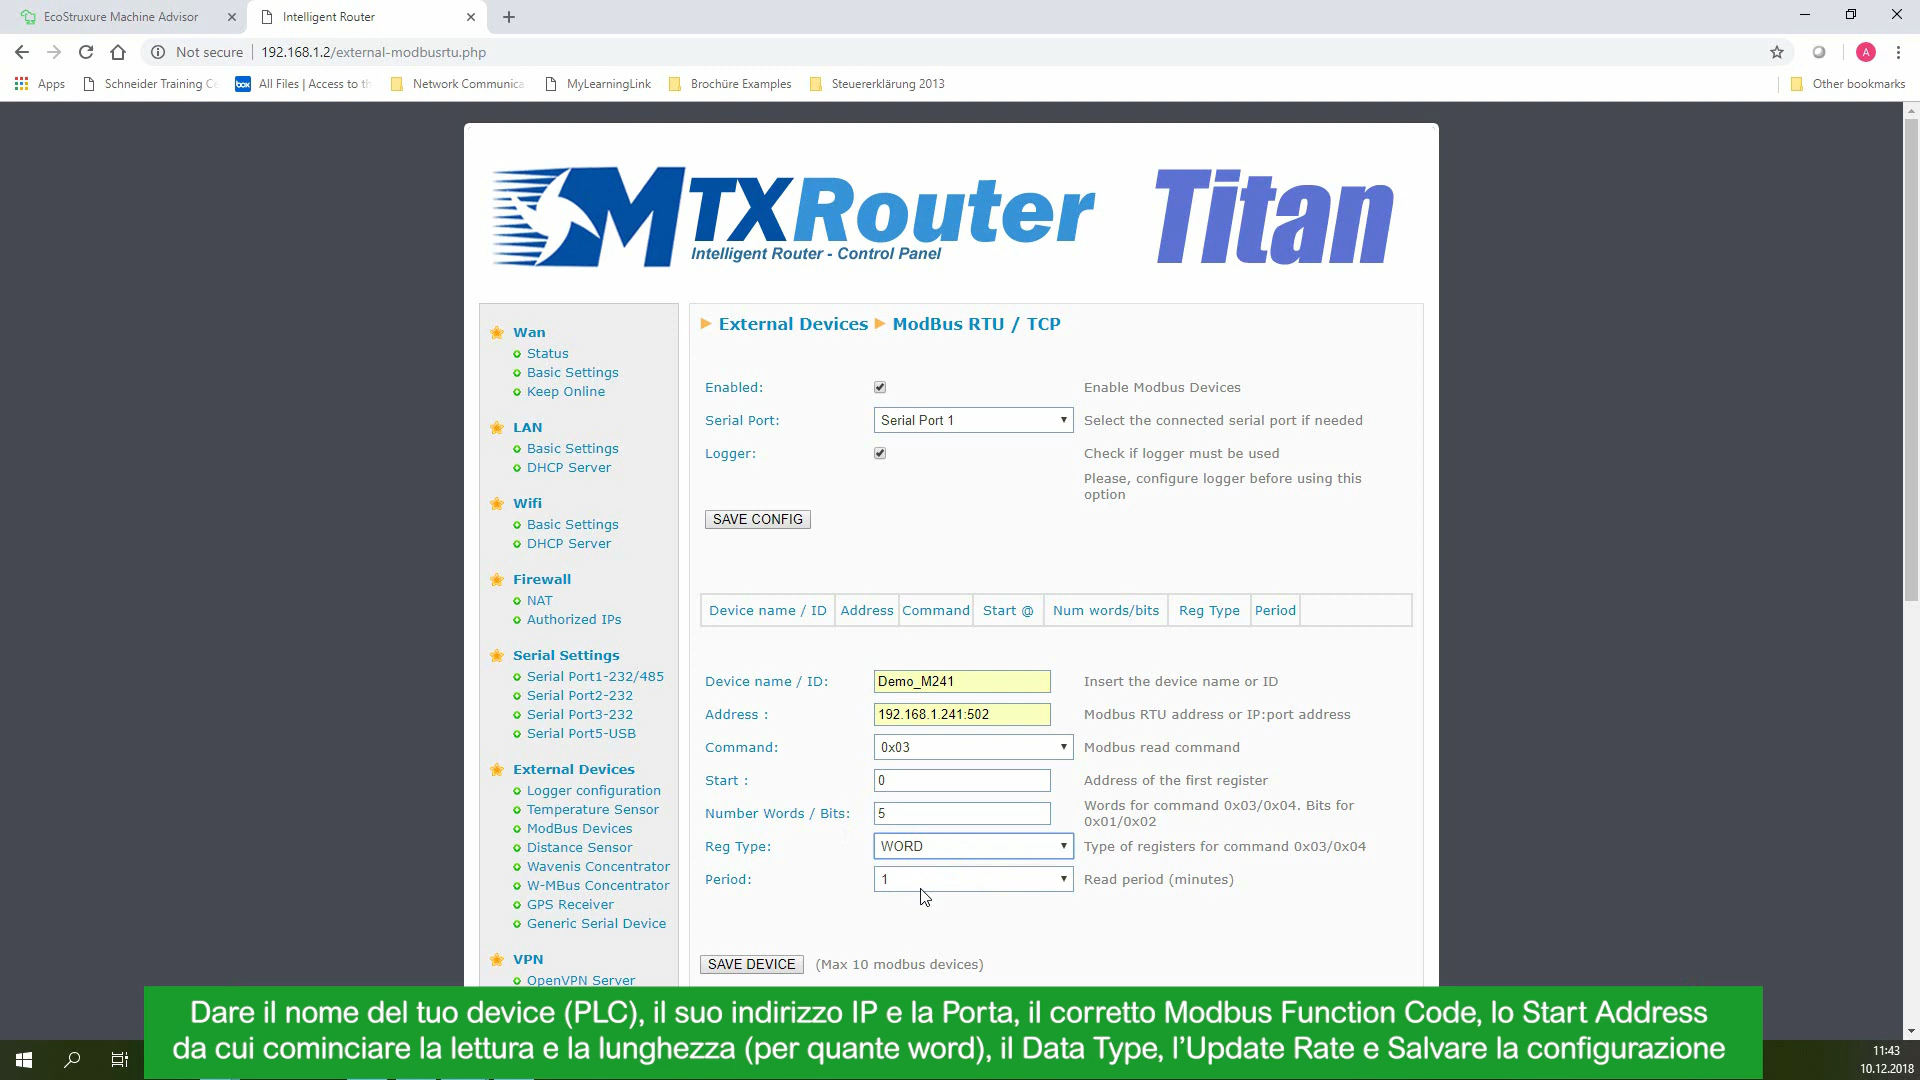 EcoStruxure Machine Advisor
Intelligent Router
Not secure
192.168.1.2/external-modbusrtu.php
A
Apps
Schneider Training C
box
All Files | Access to th
Network Communica
MyLearningLink
Brochüre Examples
Steuererklärung 2013
Other bookmarks
MTXRouter
Titan
Intelligent Router - Control Panel
Wan
Status
Basic Settings
Keep Online
LAN
Basic Settings
DHCP Server
Wifi
Basic Settings
DHCP Server
Firewall
NAT
Authorized IPs
Serial Settings
Serial Port1-232/485
Serial Port2-232
Serial Port3-232
Serial Port5-USB
External Devices
Logger configuration
Temperature Sensor
ModBus Devices
Distance Sensor
Wavenis Concentrator
W-MBus Concentrator
GPS Receiver
Generic Serial Device
VPN
OpenVPN Server
External Devices ModBus RTU / TCP
Enabled: Enable Modbus Devices
Serial Port: Serial Port 1 Select the connected serial port if needed
Logger: Check if logger must be used
Please, configure logger before using this
option
SAVE CONFIG
Device name / ID Address Command Start @ Num words/bits Reg Type Period
Device name / ID: Demo_M241 Insert the device name or ID
Address : 192.168.1.241:502 Modbus RTU address or IP:port address
Command: 0x03 Modbus read command
Start : 0 Address of the first register
Number Words / Bits: 5 Words for command 0x03/0x04. Bits for
0x01/0x02
Reg Type: WORD Type of registers for command 0x03/0x04
Period: 1 Read period (minutes)
SAVE DEVICE (Max 10 modbus devices)
Dare il nome del tuo device (PLC), il suo indirizzo IP e la Porta, il corretto Modbus Function Code, lo Start Address
da cui cominciare la lettura e la lunghezza (per quante word), il Data Type, l'Update Rate e Salvare la configurazione
11:43
10.12.2018